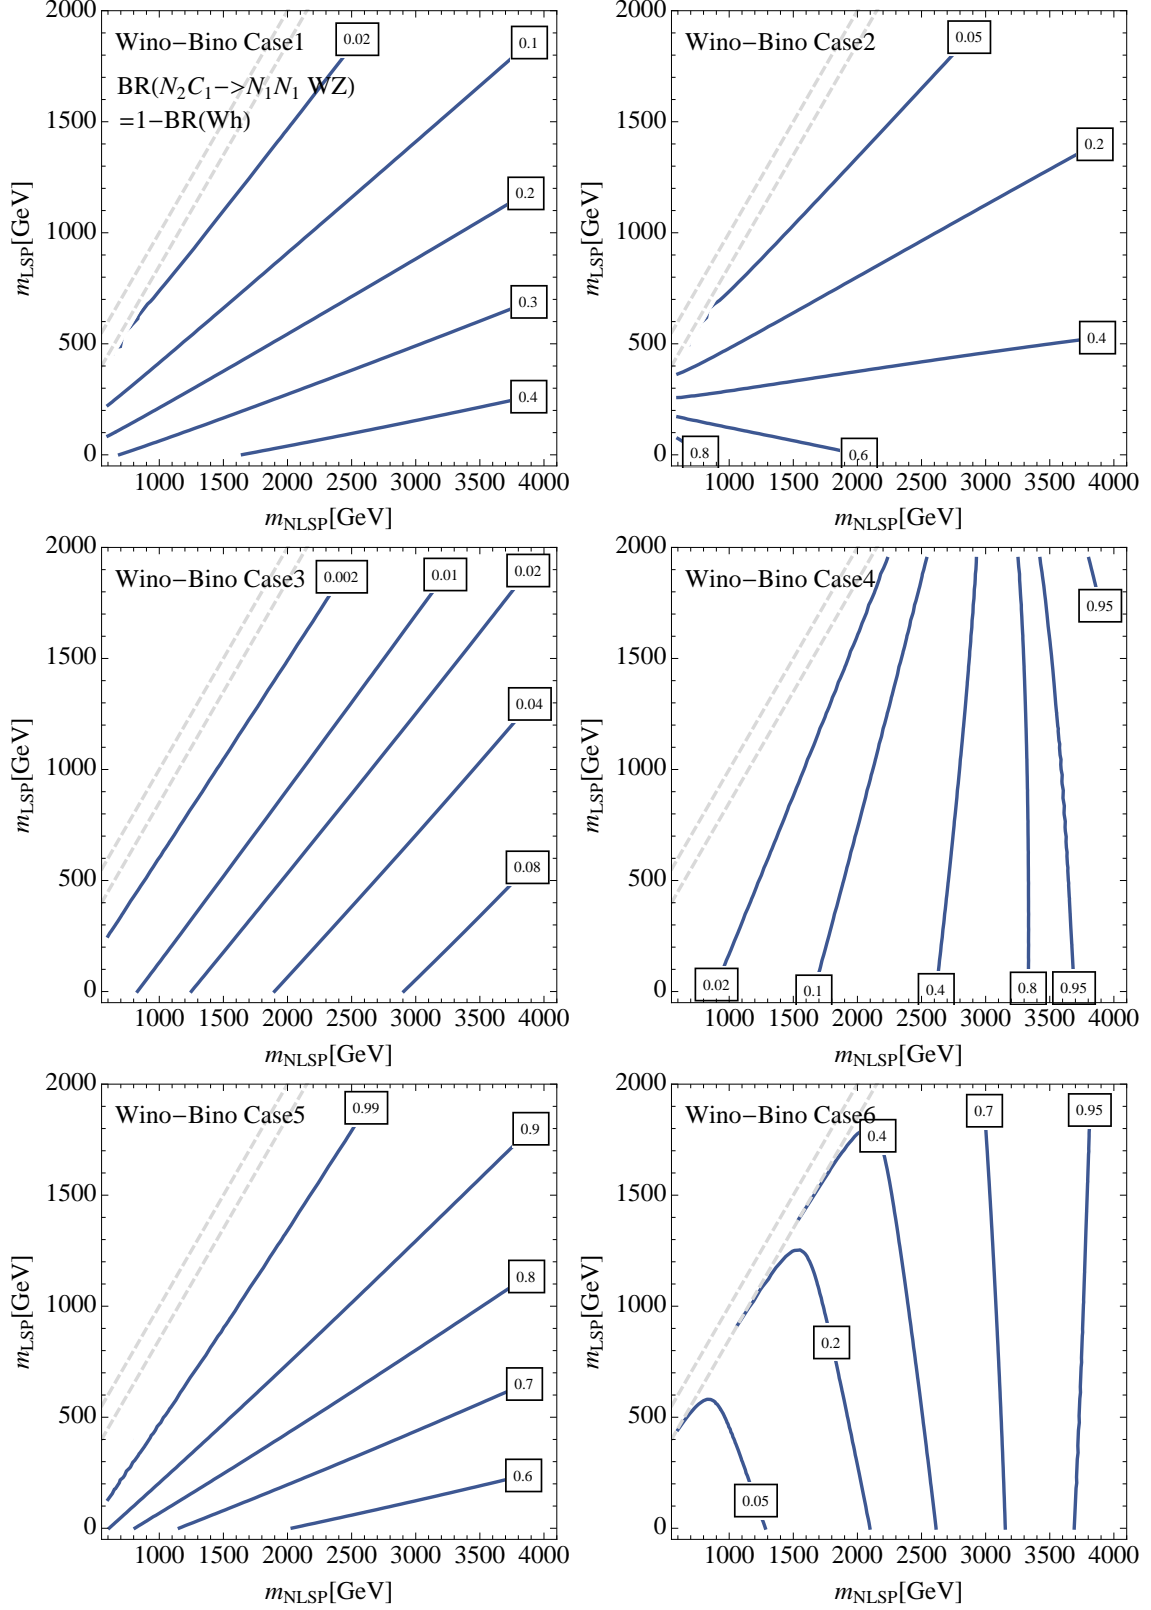 Wino−Bino Case1
BR(N2C1−>N1N1 WZ)
=1−BR(Wh)
0.02
0.1
0.2
0.3
0.4
2000
1500
1000
500
0
mLSP[GeV]
1000 1500 2000 2500 3000 3500 4000
mNLSP[GeV]
Wino−Bino Case2
0.05
0.2
0.4
0.6
0.8
2000
1500
1000
500
0
mLSP[GeV]
1000 1500 2000 2500 3000 3500 4000
mNLSP[GeV]
Wino−Bino Case3
0.002
0.01
0.02
0.04
0.08
2000
1500
1000
500
0
mLSP[GeV]
1000 1500 2000 2500 3000 3500 4000
mNLSP[GeV]
Wino−Bino Case4
0.95
0.02
0.1
0.4
0.8
0.95
2000
1500
1000
500
0
mLSP[GeV]
1000 1500 2000 2500 3000 3500 4000
mNLSP[GeV]
Wino−Bino Case5
0.99
0.9
0.8
0.7
0.6
2000
1500
1000
500
0
mLSP[GeV]
1000 1500 2000 2500 3000 3500 4000
mNLSP[GeV]
Wino−Bino Case6
0.4
0.7
0.95
0.2
0.05
2000
1500
1000
500
0
mLSP[GeV]
1000 1500 2000 2500 3000 3500 4000
mNLSP[GeV]